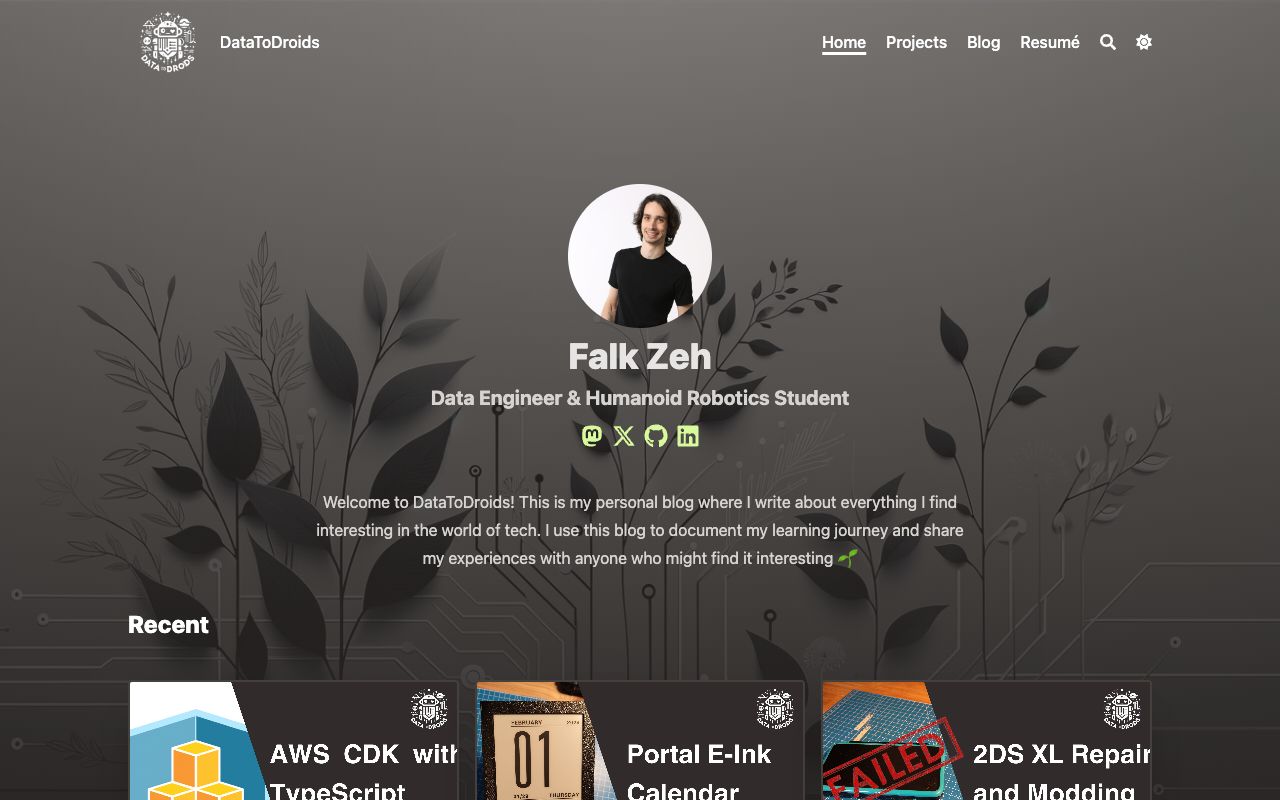 DATA TO DROIDS
DataToDroids
Home
Projects
Blog
Resumé
Falk Zeh
Data Engineer & Humanoid Robotics Student
Welcome to DataToDroids! This is my personal blog where I write about everything I find
interesting in the world of tech. I use this blog to document my learning journey and share
my experiences with anyone who might find it interesting 🌱
Recent
AWS CDK with
TypeScript
FEBRUARY
01
THURSDAY
Portal E-Ink
Calendar
FAILED
2DS XL Repair
and Modding